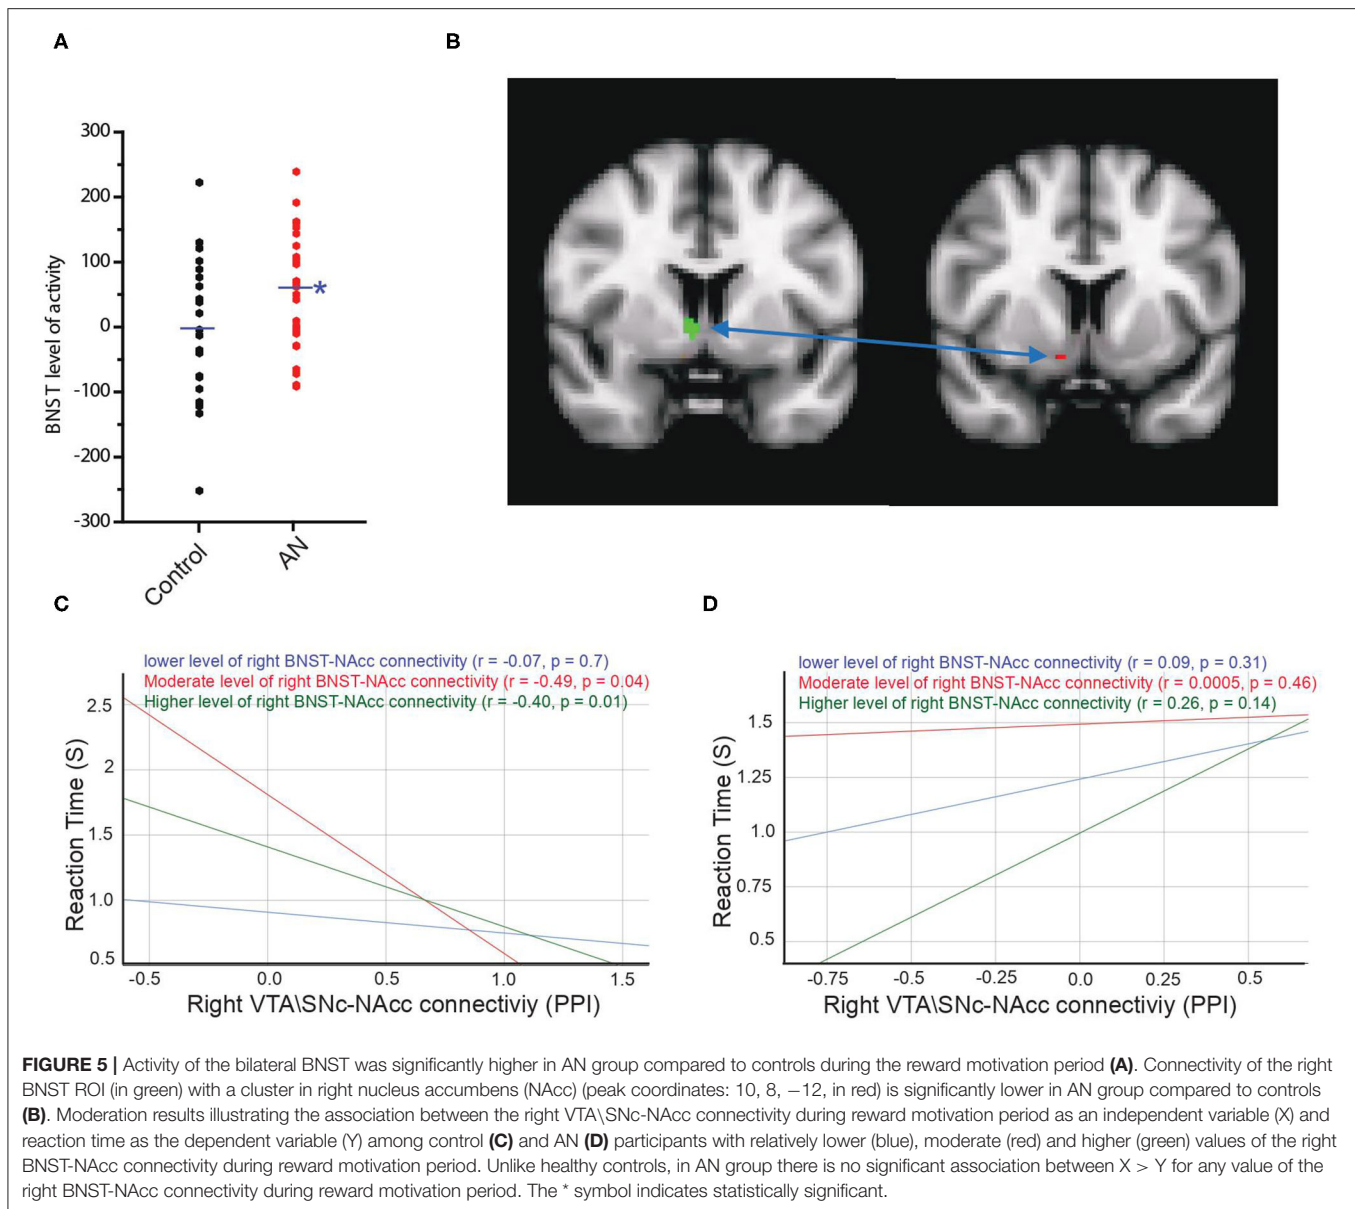 A
B
300
200
100
0
-100
-200
-300
BNST level of activity
*
Control
AN
C
D
lower level of right BNST-NAcc connectivity (r = -0.07, p = 0.7)
Moderate level of right BNST-NAcc connectivity (r = -0.49, p = 0.04)
Higher level of right BNST-NAcc connectivity (r = -0.40, p = 0.01)
2.5
2
1.5
1.0
0.5
Reaction Time (S)
-0.5 0.0 0.5 1.0 1.5
Right VTA\SNc-NAcc connectiviy (PPI)
lower level of right BNST-NAcc connectivity (r = 0.09, p = 0.31)
Moderate level of right BNST-NAcc connectivity (r = 0.0005, p = 0.46)
Higher level of right BNST-NAcc connectivity (r = 0.26, p = 0.14)
1.5
1.25
1.0
0.75
0.5
Reaction Time (S)
-0.75 -0.5 -0.25 0.0 0.25 0.5
Right VTA\SNc-NAcc connectiviy (PPI)
FIGURE 5 | Activity of the bilateral BNST was significantly higher in AN group compared to controls during the reward motivation period (A). Connectivity of the right
BNST ROI (in green) with a cluster in right nucleus accumbens (NAcc) (peak coordinates: 10, 8, −12, in red) is significantly lower in AN group compared to controls
(B). Moderation results illustrating the association between the right VTA\SNc-NAcc connectivity during reward motivation period as an independent variable (X) and
reaction time as the dependent variable (Y) among control (C) and AN (D) participants with relatively lower (blue), moderate (red) and higher (green) values of the right
BNST-NAcc connectivity during reward motivation period. Unlike healthy controls, in AN group there is no significant association between X > Y for any value of the
right BNST-NAcc connectivity during reward motivation period. The * symbol indicates statistically significant.